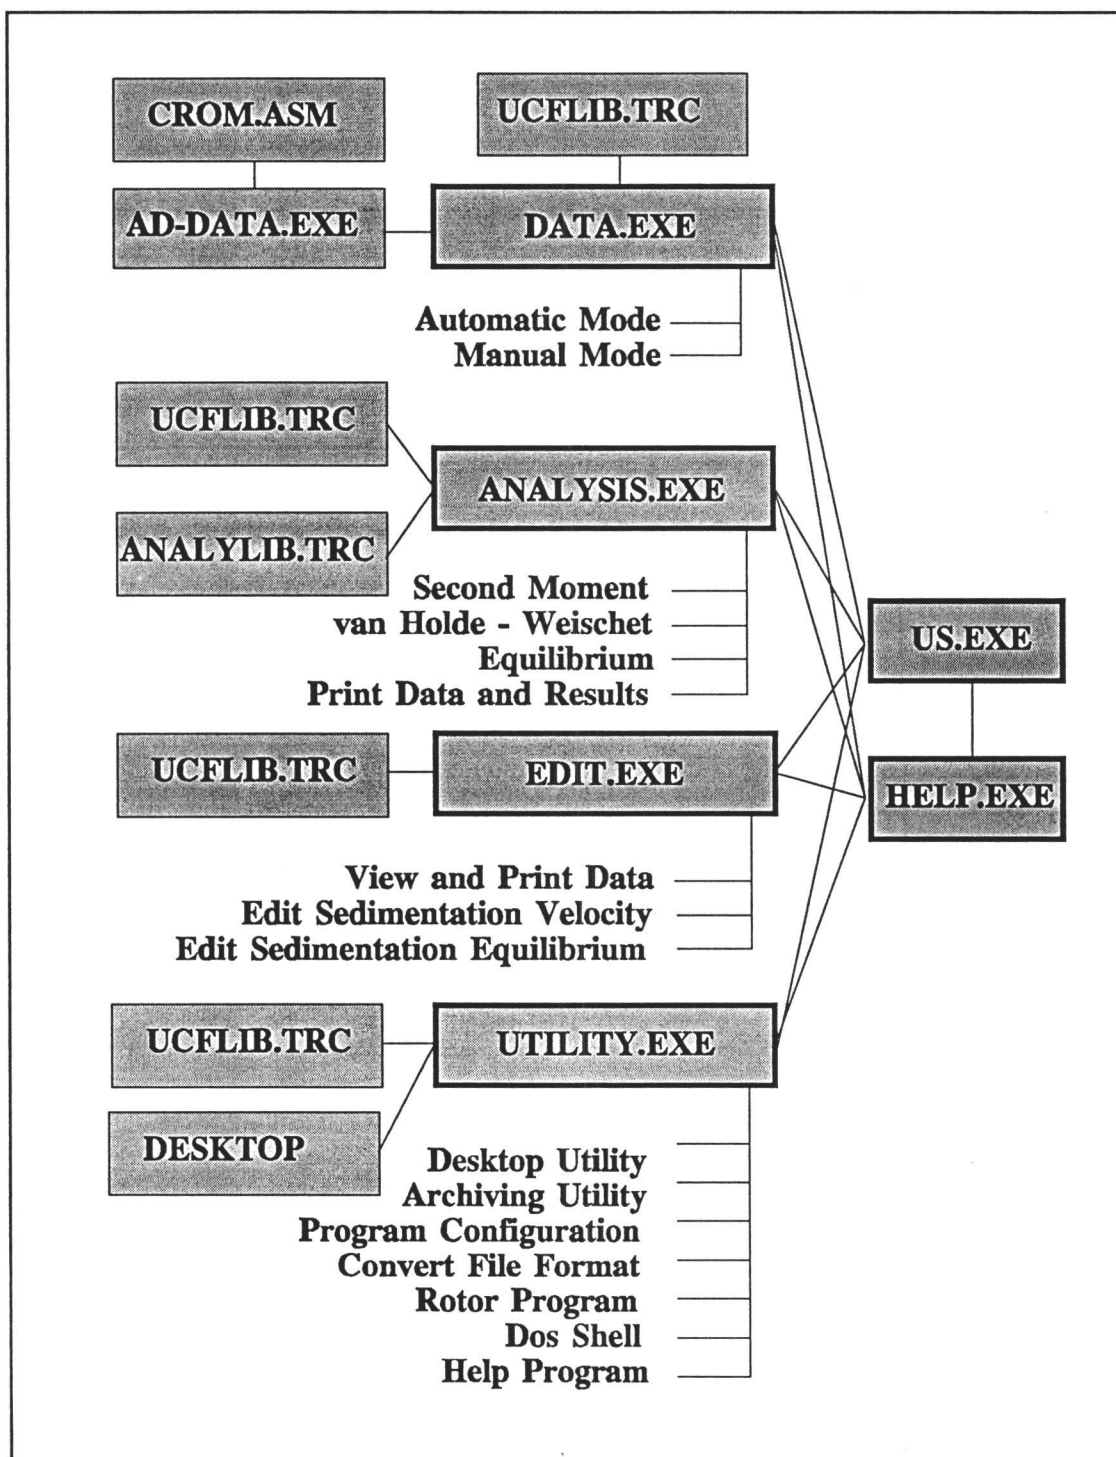 CROM.ASM
UCFLIB.TRC
AD-DATA.EXE
DATA.EXE
Automatic Mode
Manual Mode
UCFLIB.TRC
ANALYSIS.EXE
ANALYLIB.TRC
Second Moment
van Holde - Weischet
Equilibrium
Print Data and Results
US.EXE
UCFLIB.TRC
EDIT.EXE
HELP.EXE
View and Print Data
Edit Sedimentation Velocity
Edit Sedimentation Equilibrium
UCFLIB.TRC
UTILITY.EXE
DESKTOP
Desktop Utility
Archiving Utility
Program Configuration
Convert File Format
Rotor Program
Dos Shell
Help Program